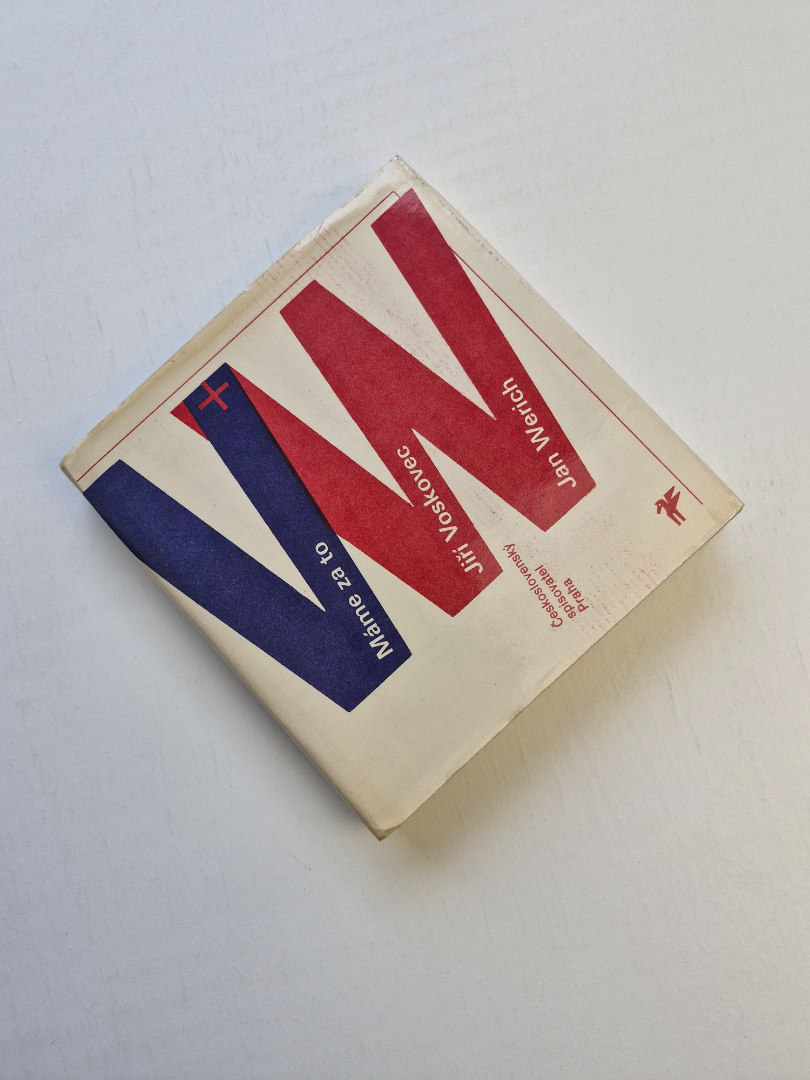 V+W
Máme za to
Jiří Voskovec
Jan Werich
Československý
spisovatel
Praha